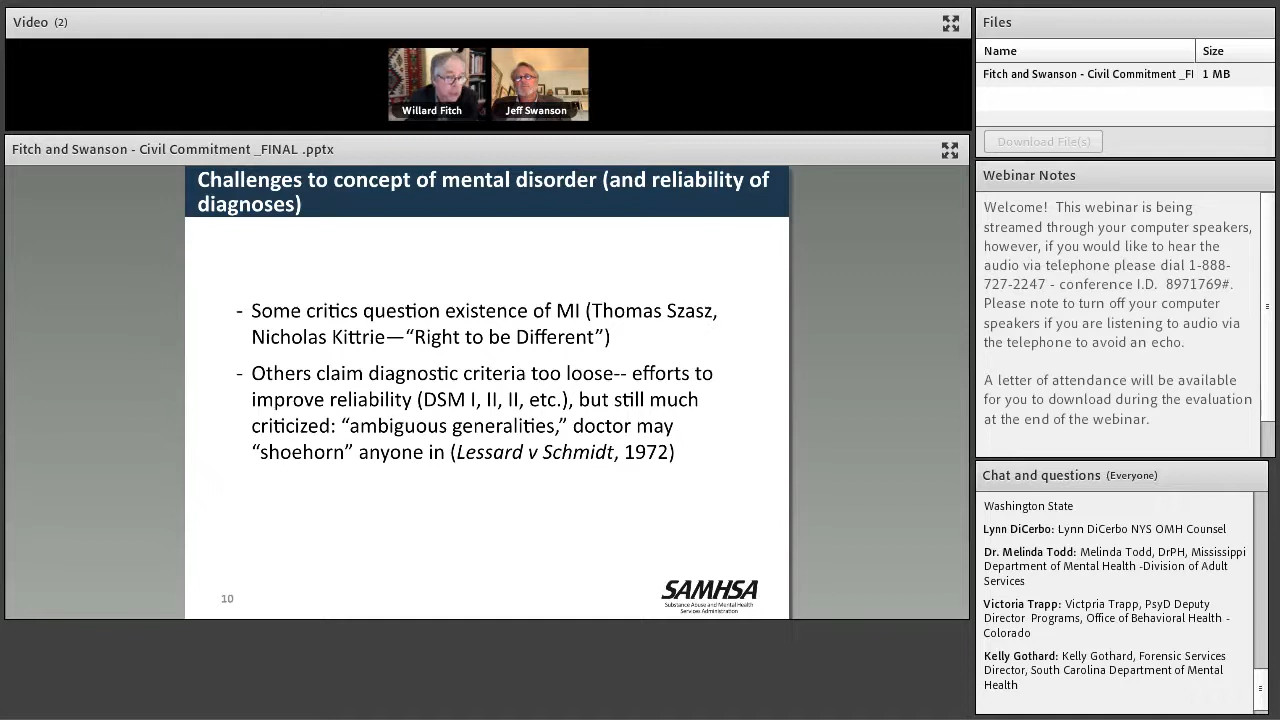 Video (2)
Willard Fitch
Jeff Swanson
Fitch and Swanson - Civil Commitment _FINAL .pptx
Challenges to concept of mental disorder (and reliability of
diagnoses)
- Some critics question existence of MI (Thomas Szasz,
Nicholas Kittrie—“Right to be Different”)
- Others claim diagnostic criteria too loose-- efforts to
improve reliability (DSM I, II, II, etc.), but still much
criticized: “ambiguous generalities,” doctor may
“shoehorn” anyone in (Lessard v Schmidt, 1972)
10
SAMHSA
Substance Abuse and Mental Health
Services Administration
Files
Name Size
Fitch and Swanson - Civil Commitment _FI 1 MB
Download File(s)
Webinar Notes
Welcome! This webinar is being
streamed through your computer speakers,
however, if you would like to hear the
audio via telephone please dial 1-888-
727-2247 - conference I.D. 8971769#.
Please note to turn off your computer
speakers if you are listening to audio via
the telephone to avoid an echo.
A letter of attendance will be available
for you to download during the evaluation
at the end of the webinar.
Chat and questions (Everyone)
Washington State
Lynn DiCerbo: Lynn DiCerbo NYS OMH Counsel
Dr. Melinda Todd: Melinda Todd, DrPH, Mississippi
Department of Mental Health -Division of Adult
Services
Victoria Trapp: Victpria Trapp,PsyD Deputy
Director Programs, Office of Behavioral Health -
Colorado
Kelly Gothard: Kelly Gothard, Forensic Services
Director, South Carolina Department of Mental
Health